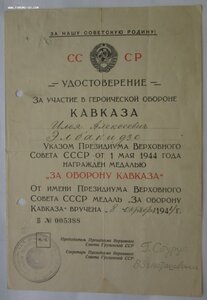 ЗА НАШУ СОВЕТСКУЮ РОДИНУ!
СС СР
УДОСТОВЕРЕНИЕ
ЗА УЧАСТИЕ В ГЕРОИЧЕСКОЙ ОБОРОНЕ
КАВКАЗА
Илья Алексеевич
УКАЗОМ ПРЕЗИДИУМА ВЕРХОВНОГО
СОВЕТА СССР ОТ 1 МАЯ 1944 ГОДА
НАГРАЖДЕН МЕДАЛЬЮ
"ЗА ОБОРОНУ КАВКАЗА"
ОТ ИМЕНИ ПРЕЗИДИУМА ВЕРХОВНОГО
СОВЕТА СССР МЕДАЛЬ „ЗА ОБОРОНУ
КАВКАЗА" ВРУЧЕНА
В № 005388
Председатель Президиума Верховного
Совета Грузинской ССР
Секретарь Президиума Верховного
Совета Грузинской ССР